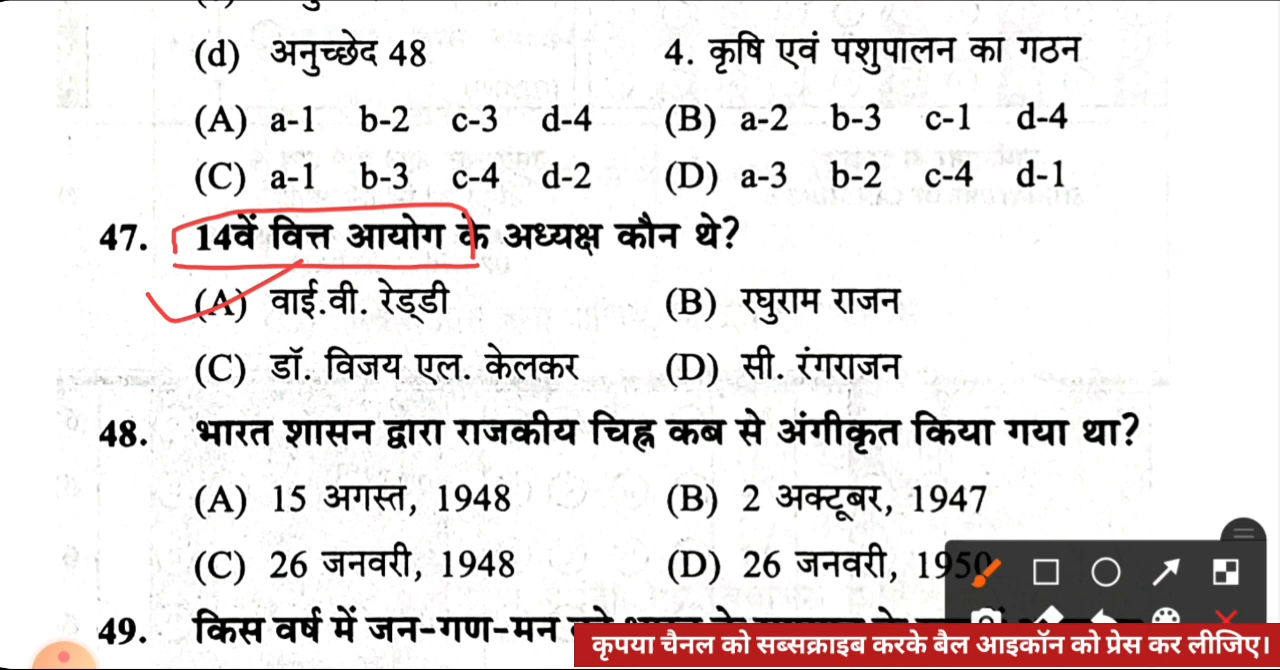 (d) अनुच्छेद 48 4. कृषि एवं पशुपालन का गठन
(A) a-1 b-2 c-3 d-4 (B) a-2 b-3 c-1 d-4
(C) a-1 b-3 c-4 d-2 (D) a-3 b-2 c-4 d-1
47. 14वें वित्त आयोग के अध्यक्ष कौन थे?
(A) वाई.वी. रेड्डी (B) रघुराम राजन
(C) डॉ. विजय एल. केलकर (D) सी. रंगराजन
48. भारत शासन द्वारा राजकीय चिह्न कब से अंगीकृत किया गया था?
(A) 15 अगस्त, 1948 (B) 2 अक्टूबर, 1947
(C) 26 जनवरी, 1948 (D) 26 जनवरी, 1950
49. किस वर्ष में जन-गण-मन
कृपया चैनल को सब्सक्राइब करके बैल आइकॉन को प्रेस कर लीजिए।